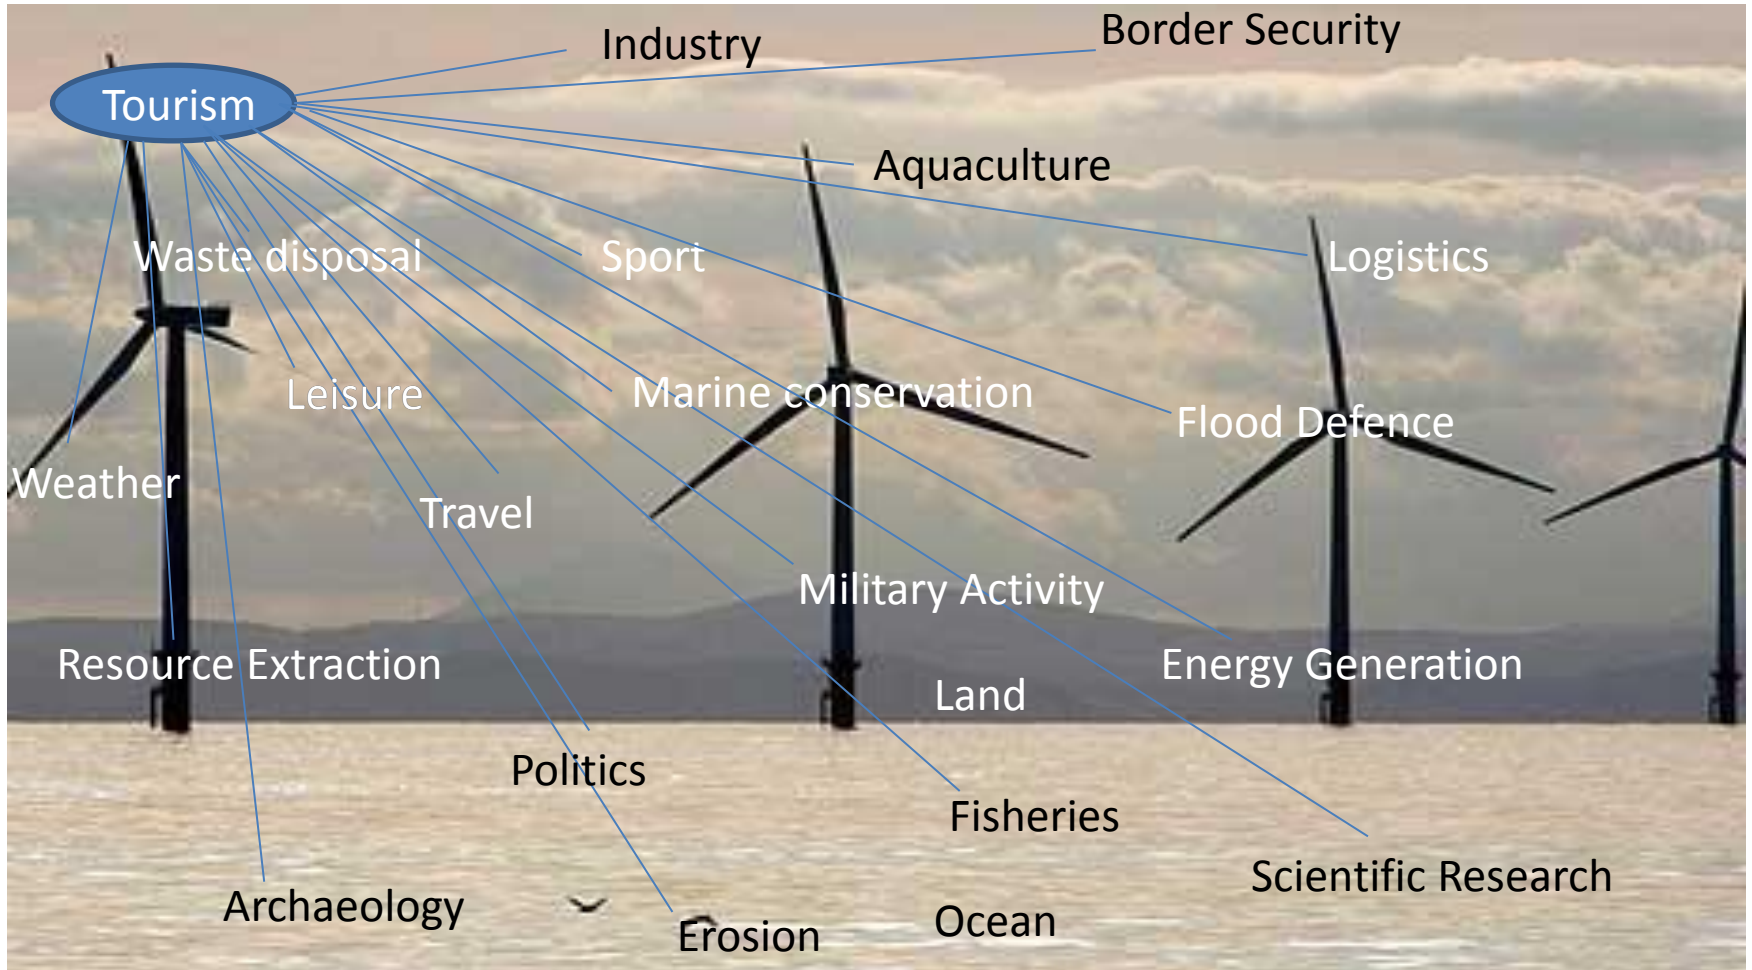 Industry
Border Security
Tourism
Aquaculture
Waste disposal
Sport
Logistics
Leisure
Marine conservation
Flood Defence
Weather
Travel
Military Activity
Resource Extraction
Energy Generation
Land
Politics
Fisheries
Scientific Research
Archaeology
Erosion
Ocean